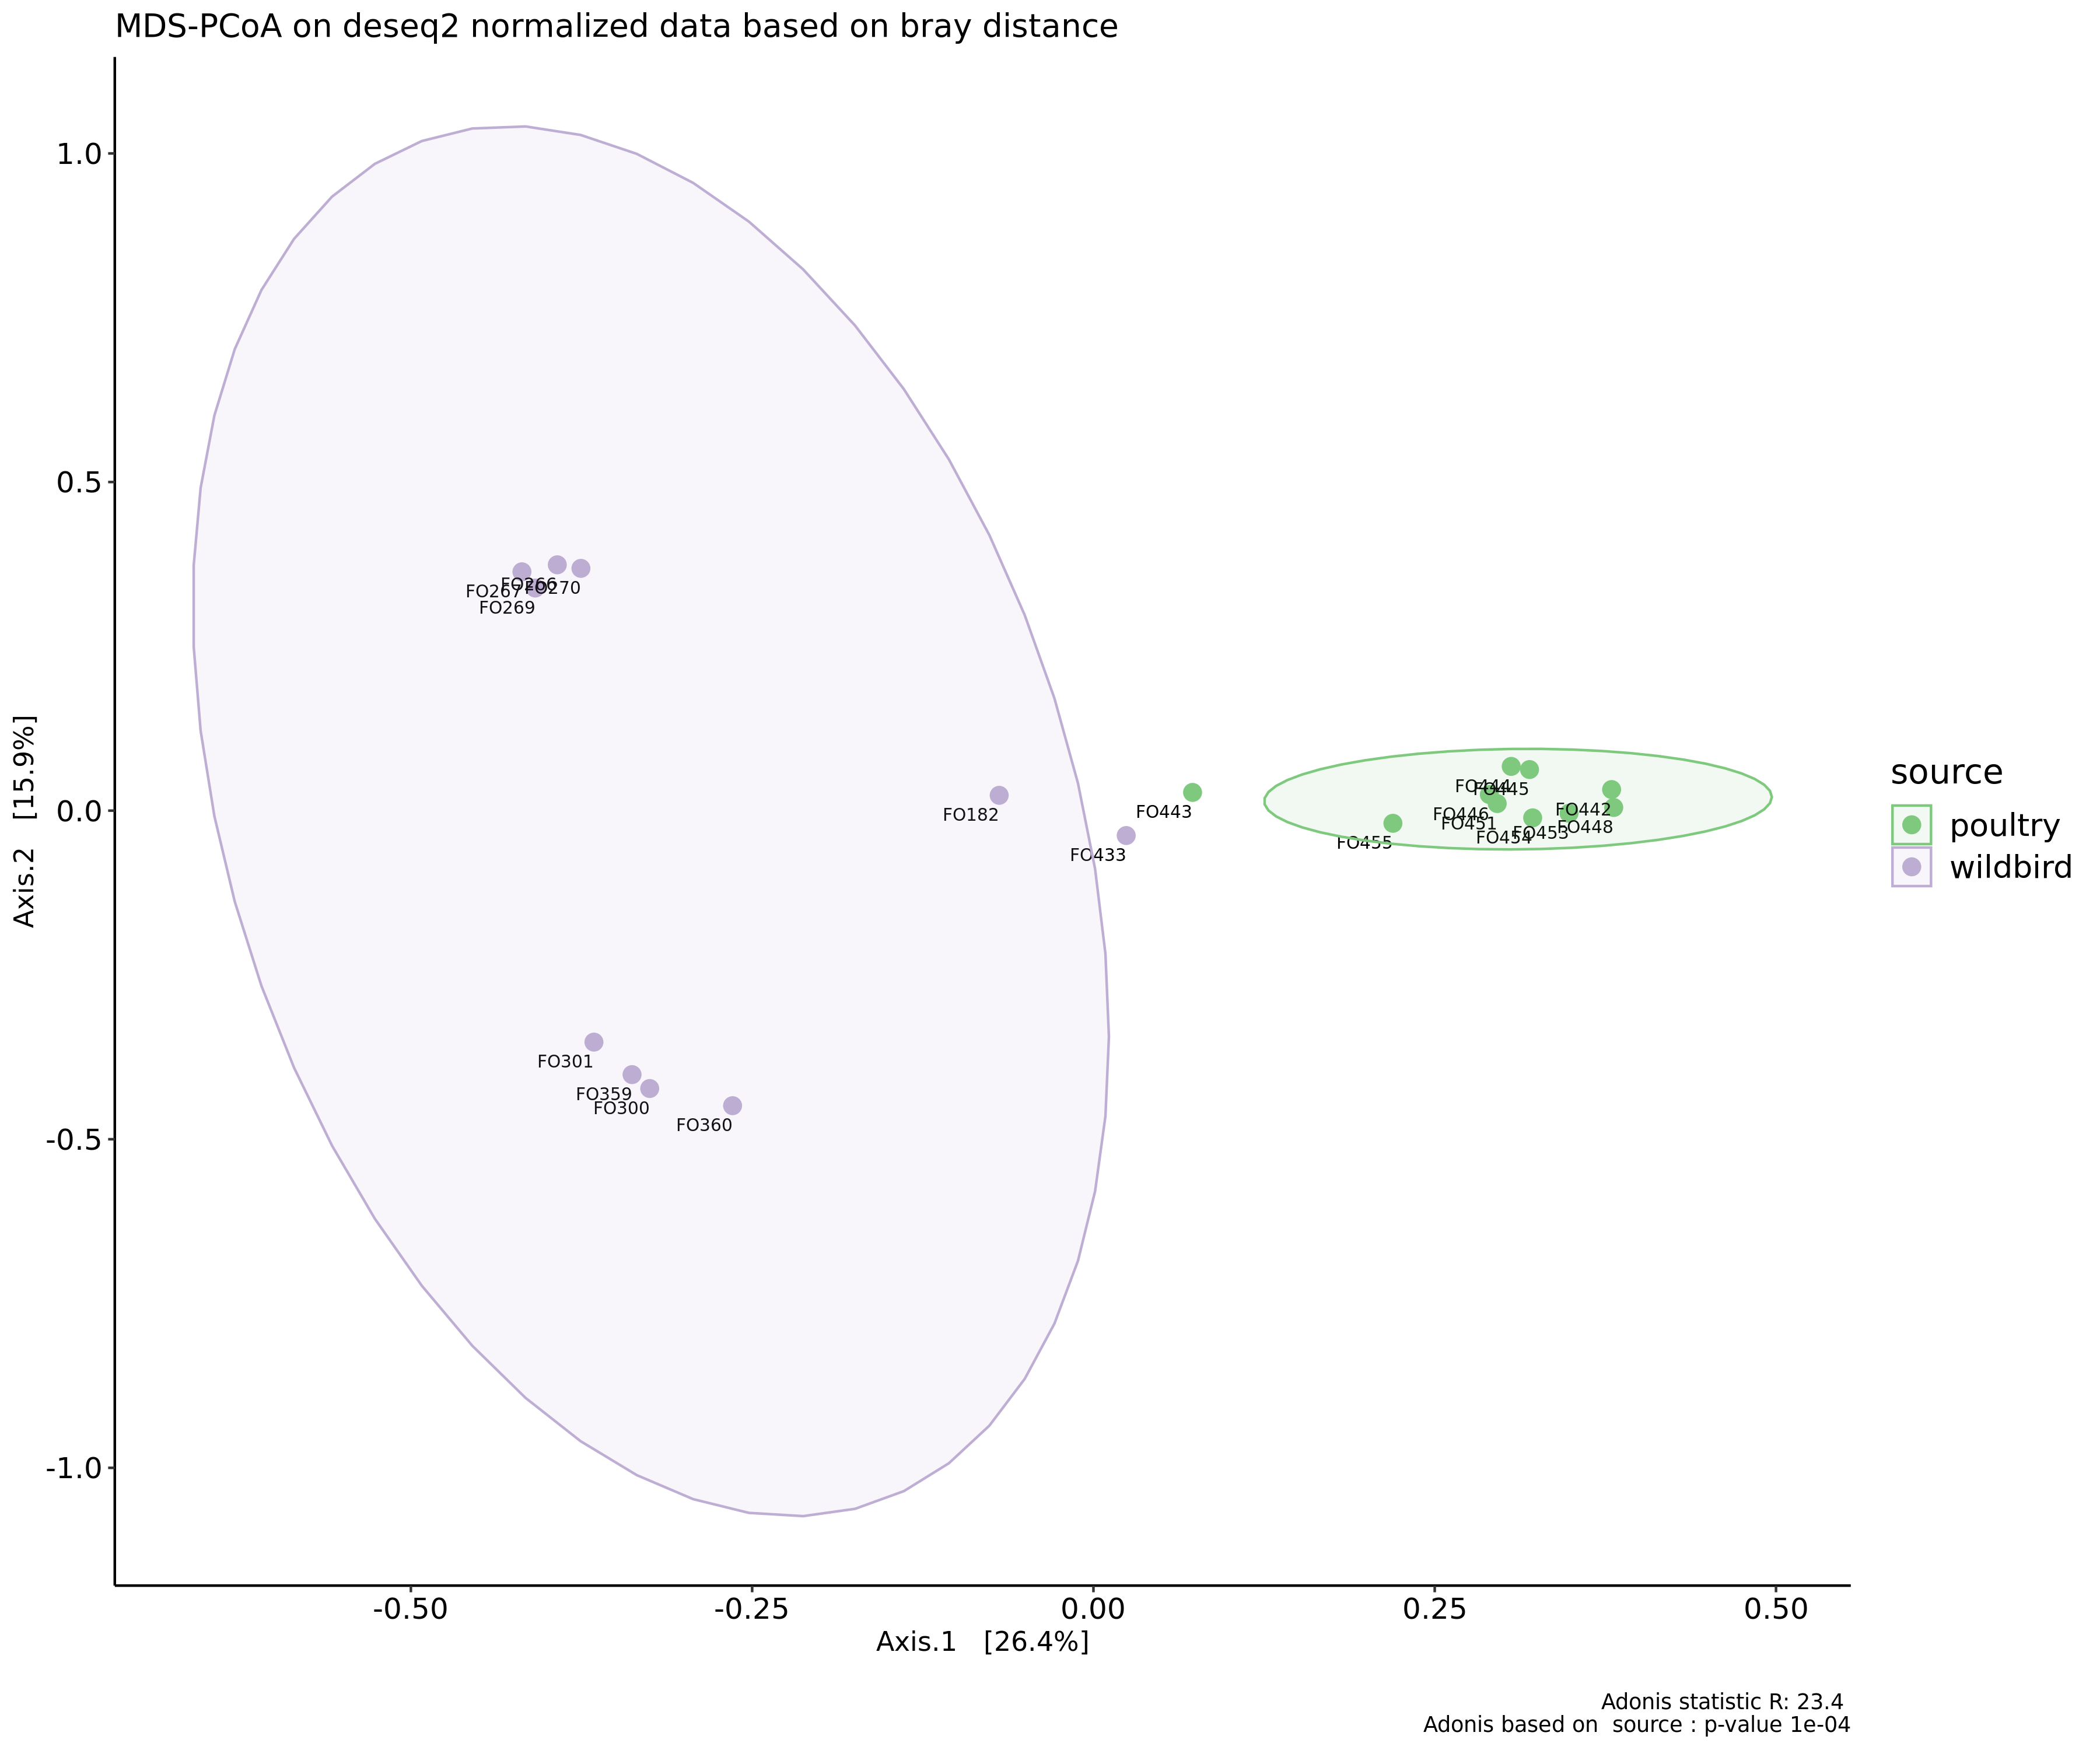 MDS-PCoA on deseq2 normalized data based on bray distance
1.0
0.5
0.0
-0.5
-1.0
Axis.2 [15.9%]
FO266
FO267
FO270
FO269
FO182
FO433
FO443
FO301
FO359
FO300
FO360
FO444
FO445
FO446
FO442
FO451
FO453
FO448
FO454
FO455
-0.50
-0.25
0.00
0.25
0.50
Axis.1 [26.4%]
source
poultry
wildbird
Adonis statistic R: 23.4
Adonis based on source : p-value 1e-04